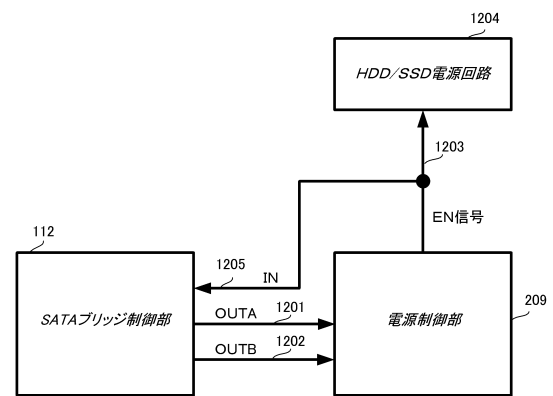 1204
HDD/SSD電源回路
1203
EN信号
112
1205
IN
SATAブリッジ制御部
OUTA
1201
OUTB
1202
電源制御部
209